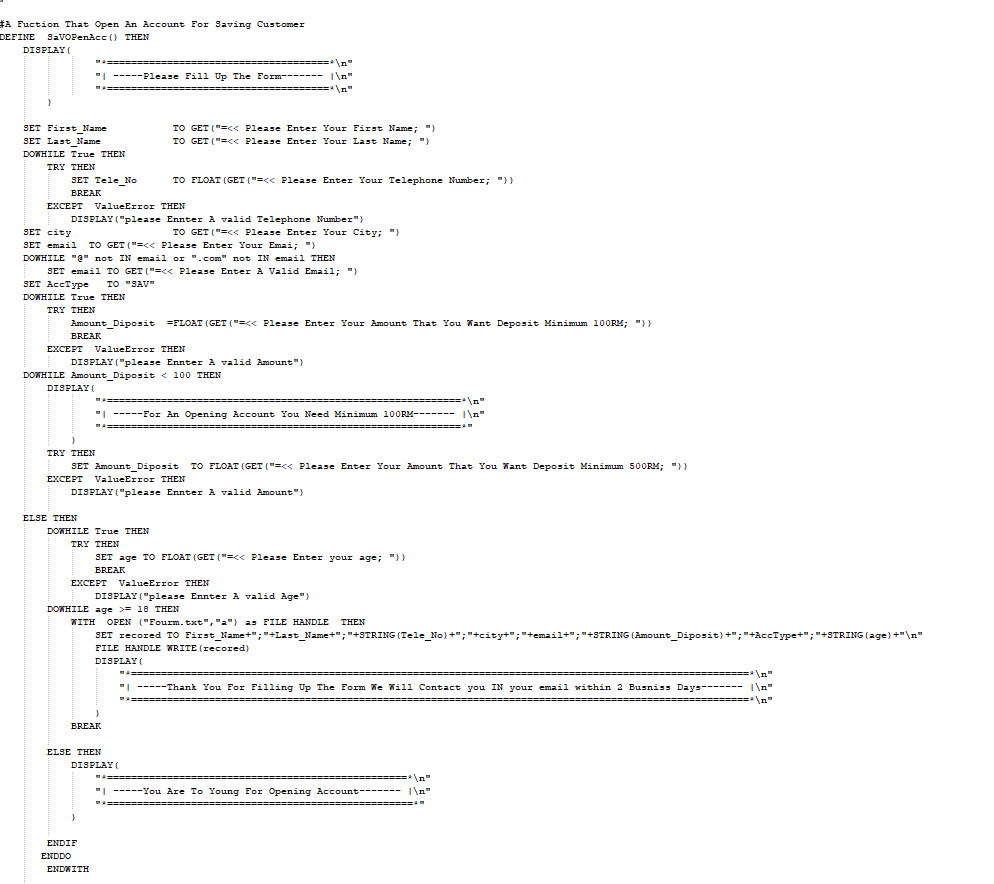 #A Fuction That Open An Account For Saving Customer
DEFINE  SaVOPenAcc() THEN
    DISPLAY(
                "*=====================================*\n"
                "| -----Please Fill Up The Form------- |\n"
                "*=====================================*\n"
        )
    SET First_Name           TO GET("=<< Please Enter Your First Name; ")
    SET Last_Name            TO GET("=<< Please Enter Your Last Name; ")
    DOWHILE True THEN
        TRY THEN
            SET Tele_No      TO FLOAT(GET("=<< Please Enter Your Telephone Number; "))
            BREAK
        EXCEPT  ValueError THEN
            DISPLAY("please Ennter A valid Telephone Number")
    SET city                 TO GET("=<< Please Enter Your City; ")
    SET email  TO GET("=<< Please Enter Your Emai; ")
    DOWHILE "@" not IN email or ".com" not IN email THEN
        SET email TO GET("=<< Please Enter A Valid Email; ")
    SET AccType   TO "SAV"
    DOWHILE True THEN
        TRY THEN
            Amount_Diposit  =FLOAT(GET("=<< Please Enter Your Amount That You Want Deposit Minimum 100RM; "))
            BREAK
        EXCEPT  ValueError THEN
            DISPLAY("please Ennter A valid Amount")
    DOWHILE Amount_Diposit < 100 THEN
        DISPLAY(
                "*===========================================================*\n"
                "| -----For An Opening Account You Need Minimum 100RM------- |\n"
                "*===========================================================*"
            )
        TRY THEN
            SET Amount_Diposit  TO FLOAT(GET("=<< Please Enter Your Amount That You Want Deposit Minimum 500RM; "))
        EXCEPT  ValueError THEN
            DISPLAY("please Ennter A valid Amount")
    ELSE THEN
        DOWHILE True THEN
            TRY THEN
                SET age TO FLOAT(GET("=<< Please Enter your age; "))
                BREAK
            EXCEPT  ValueError THEN
                DISPLAY("please Ennter A valid Age")
        DOWHILE age >= 18 THEN
            WITH  OPEN ("Fourm.txt","a") as FILE HANDLE  THEN
                SET recored TO First_Name+";"+Last_Name+";"+STRING(Tele_No)+";"+city+";"+email+";"+STRING(Amount_Diposit)+";"+AccType+";"+STRING(age)+"\n"
                FILE HANDLE WRITE(recored)
                DISPLAY(
                    "*=======================================================================================================*\n"
                    "| -----Thank You For Filling Up The Form We Will Contact you IN your email within 2 Busniss Days------- |\n"
                    "*=======================================================================================================*\n"
                )
            BREAK
        ELSE THEN
            DISPLAY(
                "*==================================================*\n"
                "| -----You Are To Young For Opening Account------- |\n"
                "*===================================================*"
            )
        ENDIF
       ENDDO
        ENDWITH